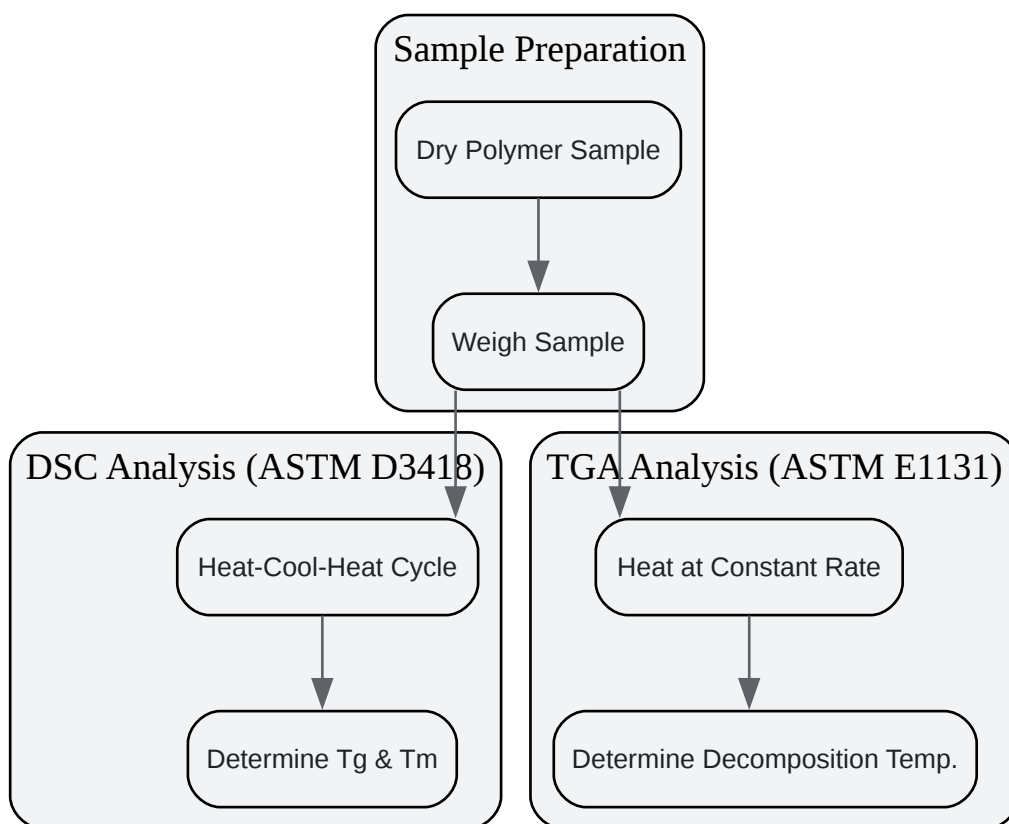 Sample Preparation
Dry Polymer Sample
Weigh Sample
DSC Analysis (ASTM D3418)
Heat-Cool-Heat Cycle
Determine Tg & Tm
TGA Analysis (ASTM E1131)
Heat at Constant Rate
Determine Decomposition Temp.